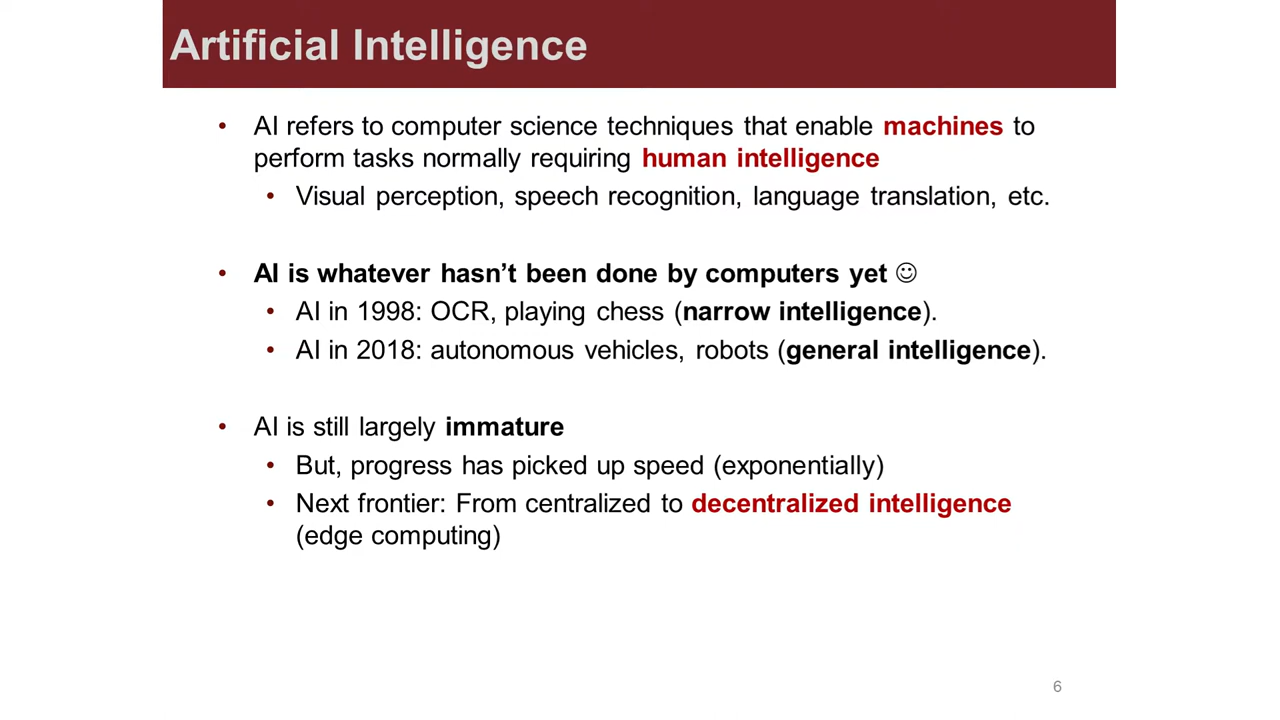 Artificial Intelligence
• AI refers to computer science techniques that enable machines to
perform tasks normally requiring human intelligence
• Visual perception, speech recognition, language translation, etc.
• AI is whatever hasn’t been done by computers yet ☺
• AI in 1998: OCR, playing chess (narrow intelligence).
• AI in 2018: autonomous vehicles, robots (general intelligence).
• AI is still largely immature
• But, progress has picked up speed (exponentially)
• Next frontier: From centralized to decentralized intelligence
(edge computing)
6